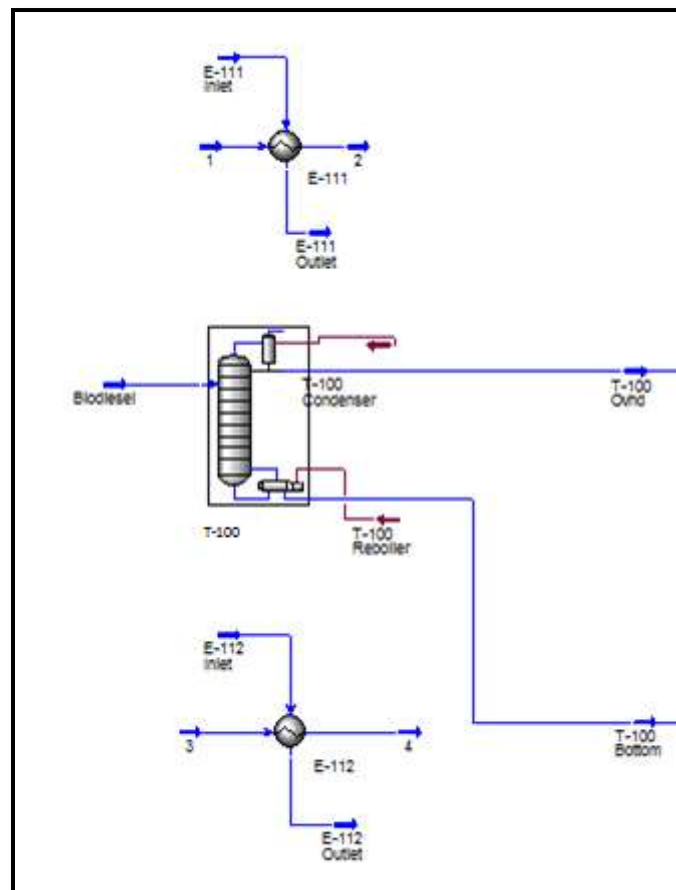 E-111
Inlet
1
2
E-111
E-111
Outlet
Biodiesel
T-100
Condenser
T-100
Ovhd
T-100
T-100
Reboiler
E-112
Inlet
3
4
E-112
T-100
Bottom
E-112
Outlet